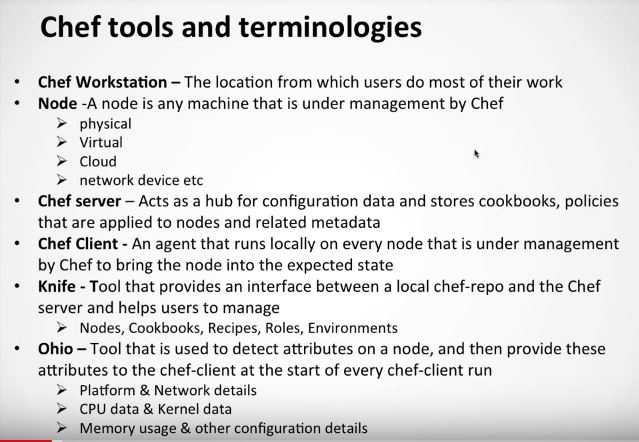 Chef tools and terminologies
• Chef Workstation – The location from which users do most of their work
• Node -A node is any machine that is under management by Chef
➢ physical
➢ Virtual
➢ Cloud
➢ network device etc
• Chef server – Acts as a hub for configuration data and stores cookbooks, policies
that are applied to nodes and related metadata
• Chef Client - An agent that runs locally on every node that is under management
by Chef to bring the node into the expected state
• Knife - Tool that provides an interface between a local chef-repo and the Chef
server and helps users to manage
➢ Nodes, Cookbooks, Recipes, Roles, Environments
• Ohio – Tool that is used to detect attributes on a node, and then provide these
attributes to the chef-client at the start of every chef-client run
➢ Platform & Network details
➢ CPU data & Kernel data
➢ Memory usage & other configuration details